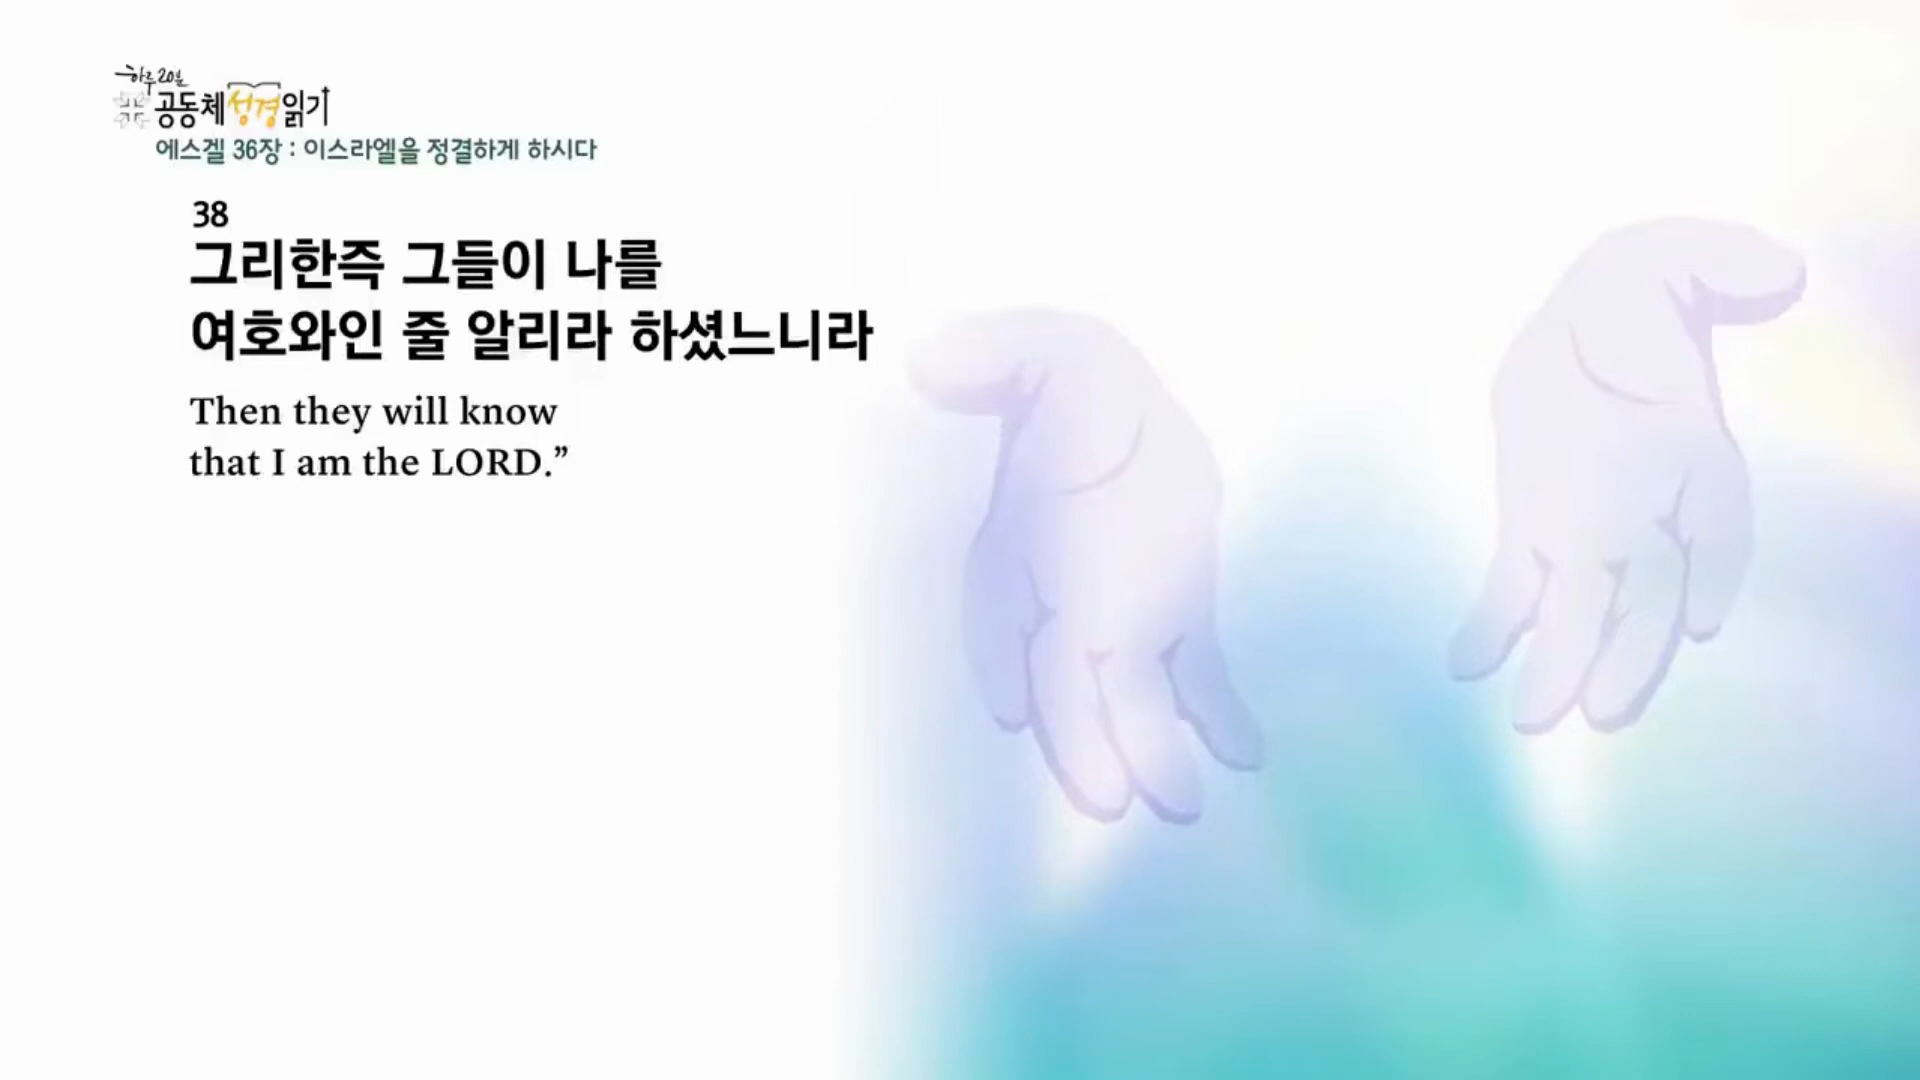 하루 20분
공동체성경읽기
에스겔 36장 : 이스라엘을 정결하게 하시다
38
그리한즉 그들이 나를
여호와인 줄 알리라 하셨느니라
Then they will know
that I am the LORD.”